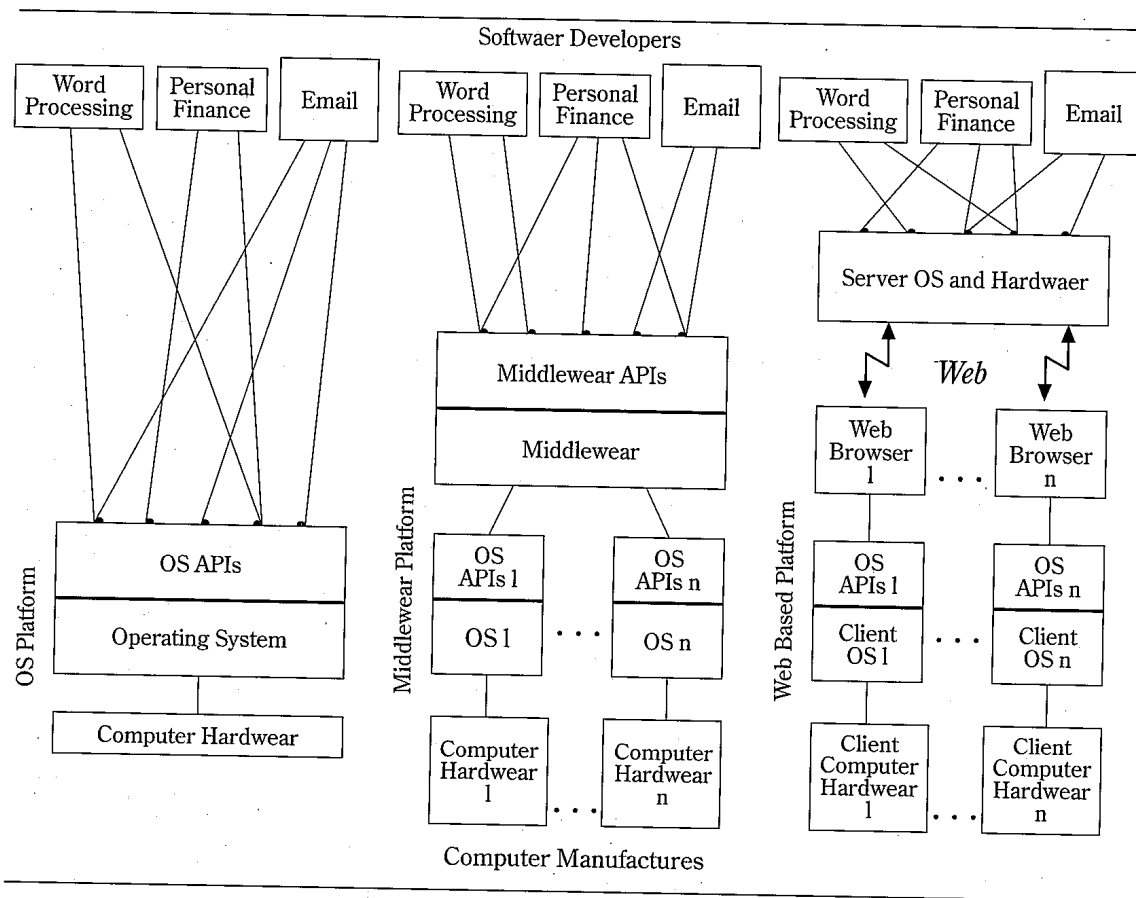 Softwaer Developers
Word
Processing
Personal
Finance
Email
OS APIs
Operating System
Computer Hardwear
OS Platform
Word
Processing
Personal
Finance
Email
Middlewear APIs
Middlewear
OS
APIs 1
OS 1
OS
APIs n
OS n
. . .
Computer
Hardwear
1
Computer
Hardwear
n
. . .
Middlewear Platform
Word
Processing
Personal
Finance
Email
Server OS and Hardwaer
Web
Web
Browser
1
Web
Browser
n
. . .
OS
APIs 1
Client
OS 1
OS
APIs n
Client
OS n
. . .
Client
Computer
Hardwear
1
Client
Computer
Hardwear
n
. . .
Web Based Platform
Computer Manufactures